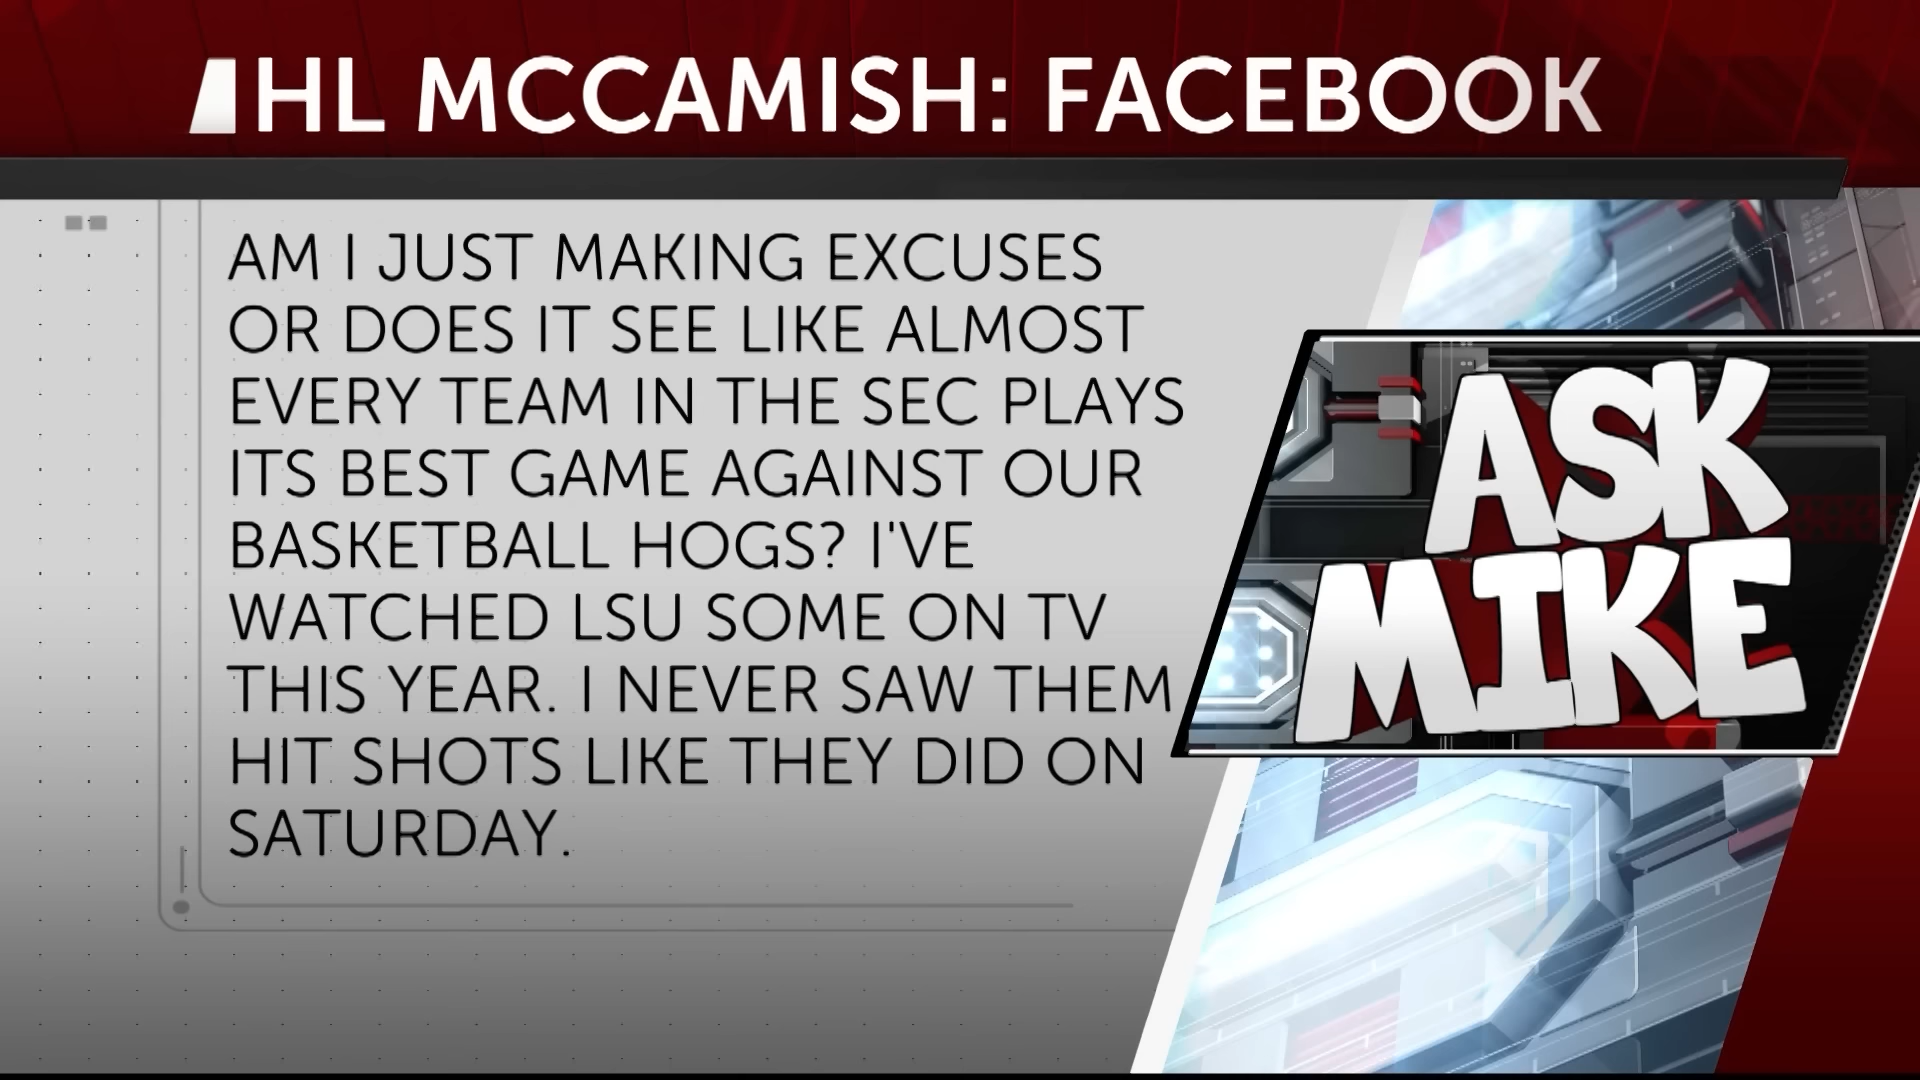 HL MCCAMISH: FACEBOOK
AM I JUST MAKING EXCUSES
OR DOES IT SEE LIKE ALMOST
EVERY TEAM IN THE SEC PLAYS
ITS BEST GAME AGAINST OUR
BASKETBALL HOGS? I'VE
WATCHED LSU SOME ON TV
THIS YEAR. I NEVER SAW THEM
HIT SHOTS LIKE THEY DID ON
SATURDAY.
ASK
MIKE